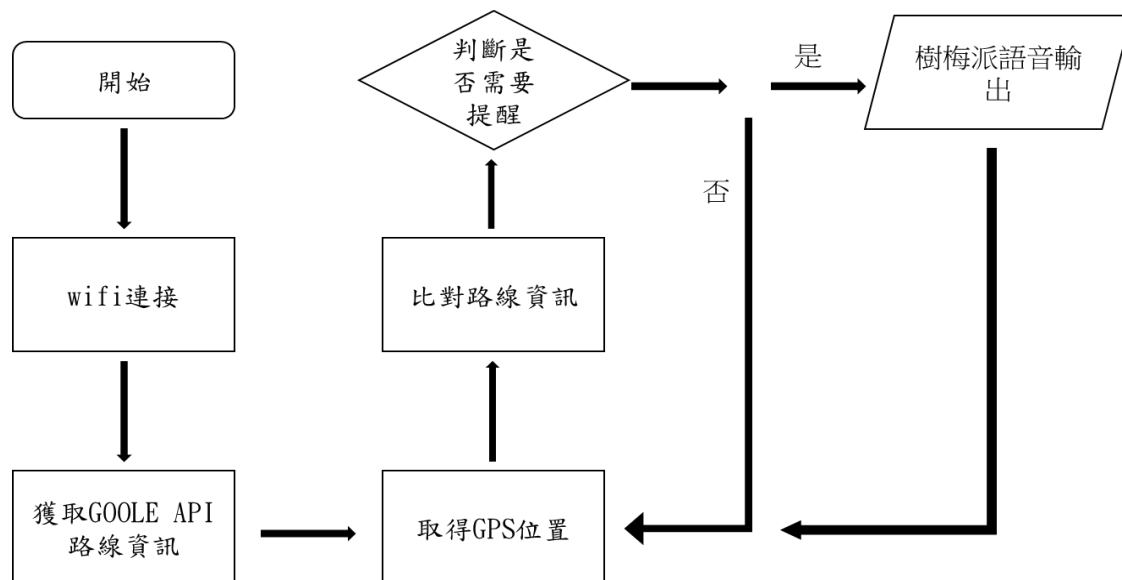 開始
wifi連接
獲取GOOLE API
路線資訊
取得GPS位置
比對路線資訊
判斷是
否需要
提醒
是
否
樹梅派語音輸
出